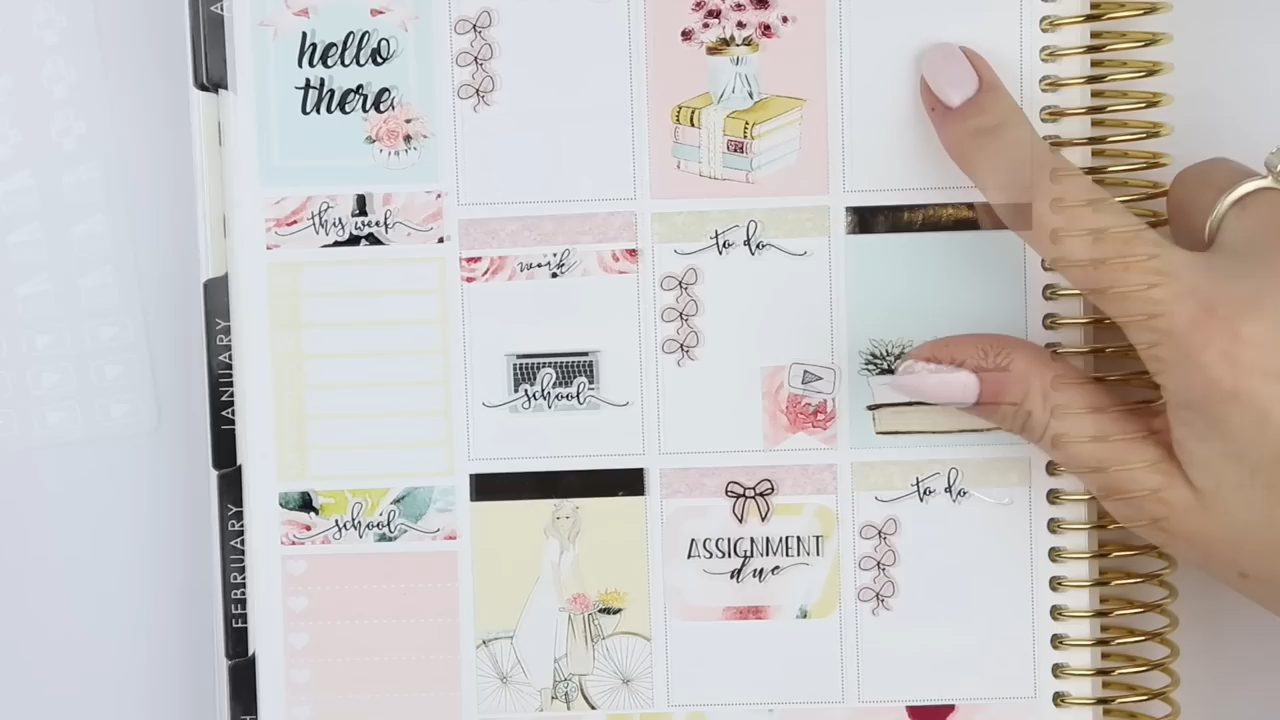 hello
there
this week
work
to do
school
school
ASSIGNMENT
due
to do
JANUARY
FEBRUARY